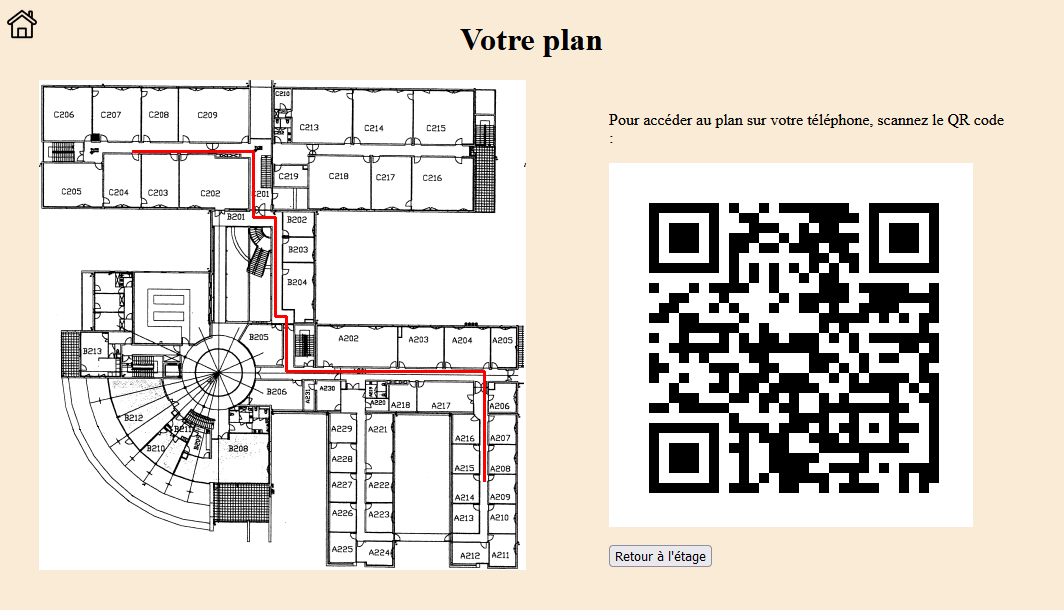 Votre plan
Pour accéder au plan sur votre téléphone, scannez le QR code
:
C206 C207 C208 C209 C210 C213 C214 C215
C205 C204 C203 C202 C201 C219 C218 C217 C216
B201 B202
B203
B204
B205 A202 A203 A204 A205
B213
B206 A231 A230 A220 A218 A217 A206
B212 B211 B210 B208
A229 A221 A216 A207
A228 A215 A208
A227 A222 A214 A209
A226 A223 A213 A210
A225 A224 A212 A211
Retour à l'étage